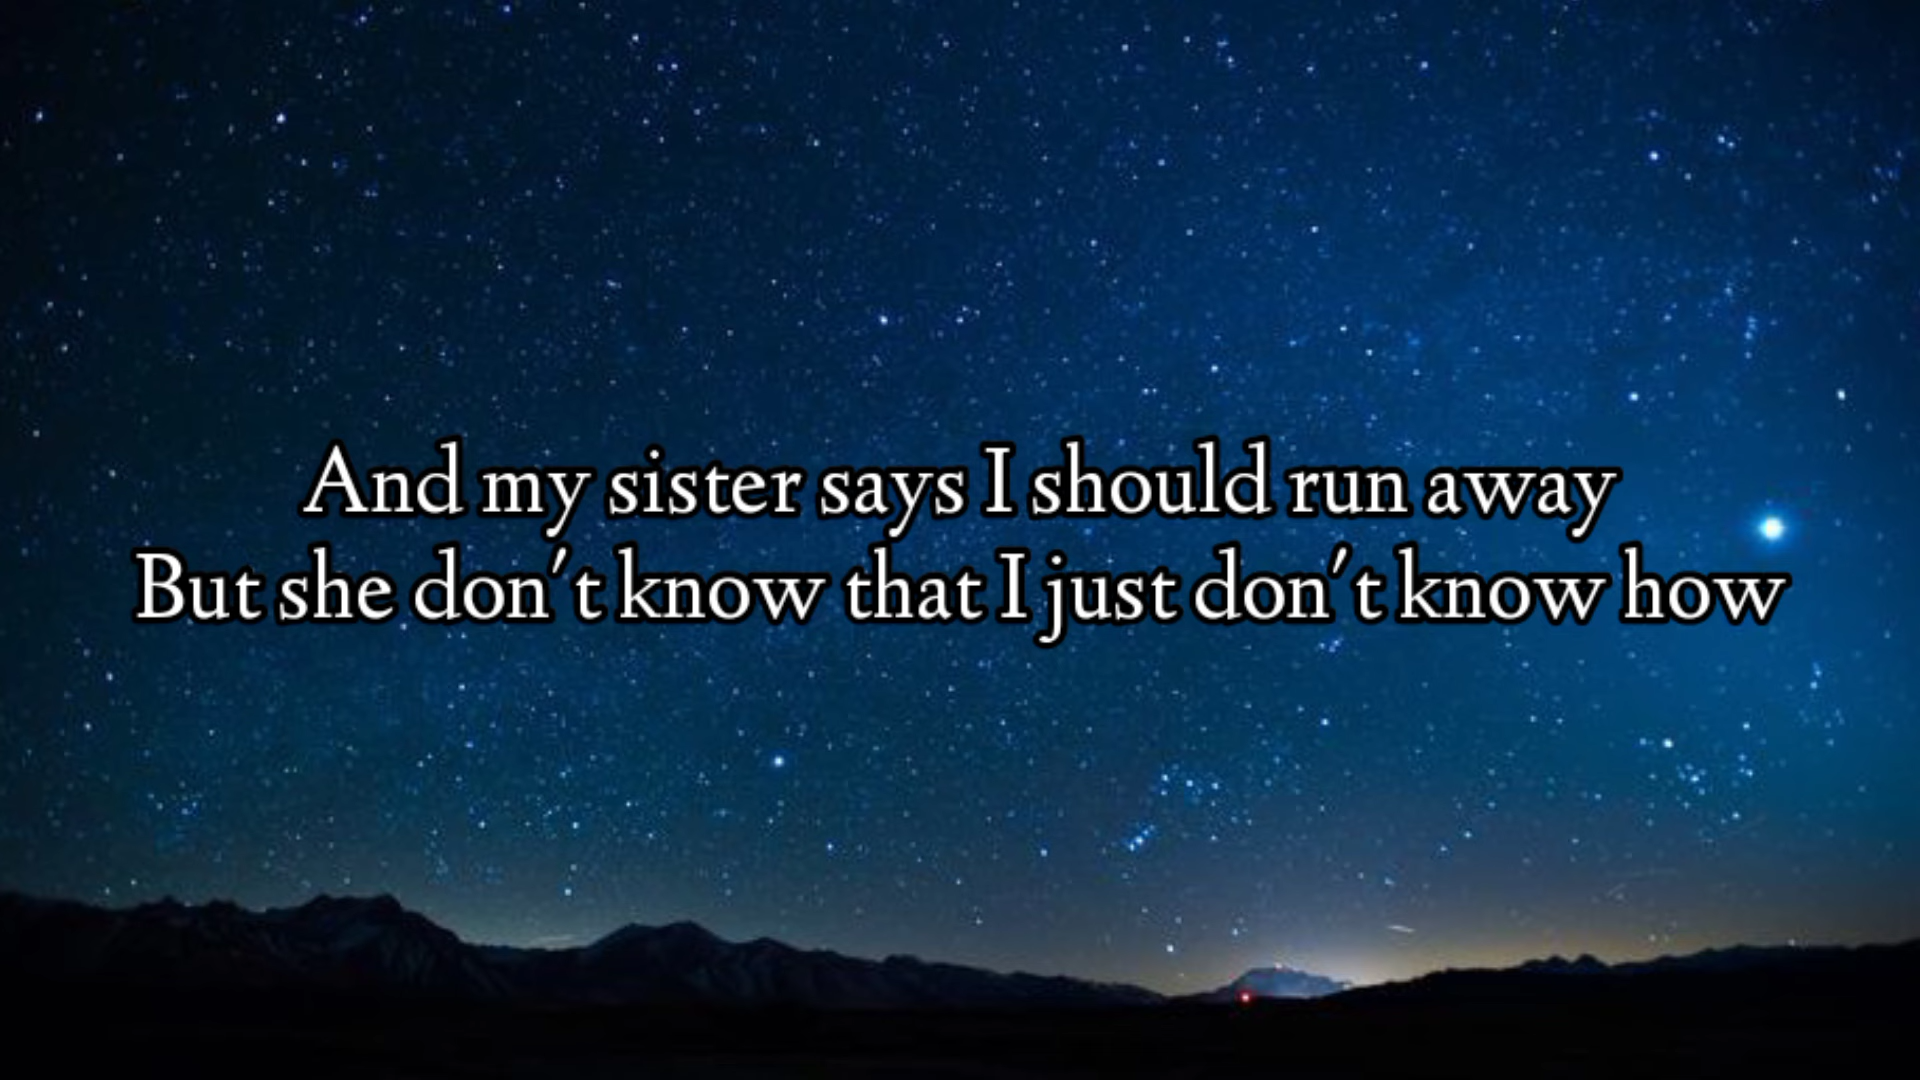 And my sister says I should run away
But she don't know that I just don't know how